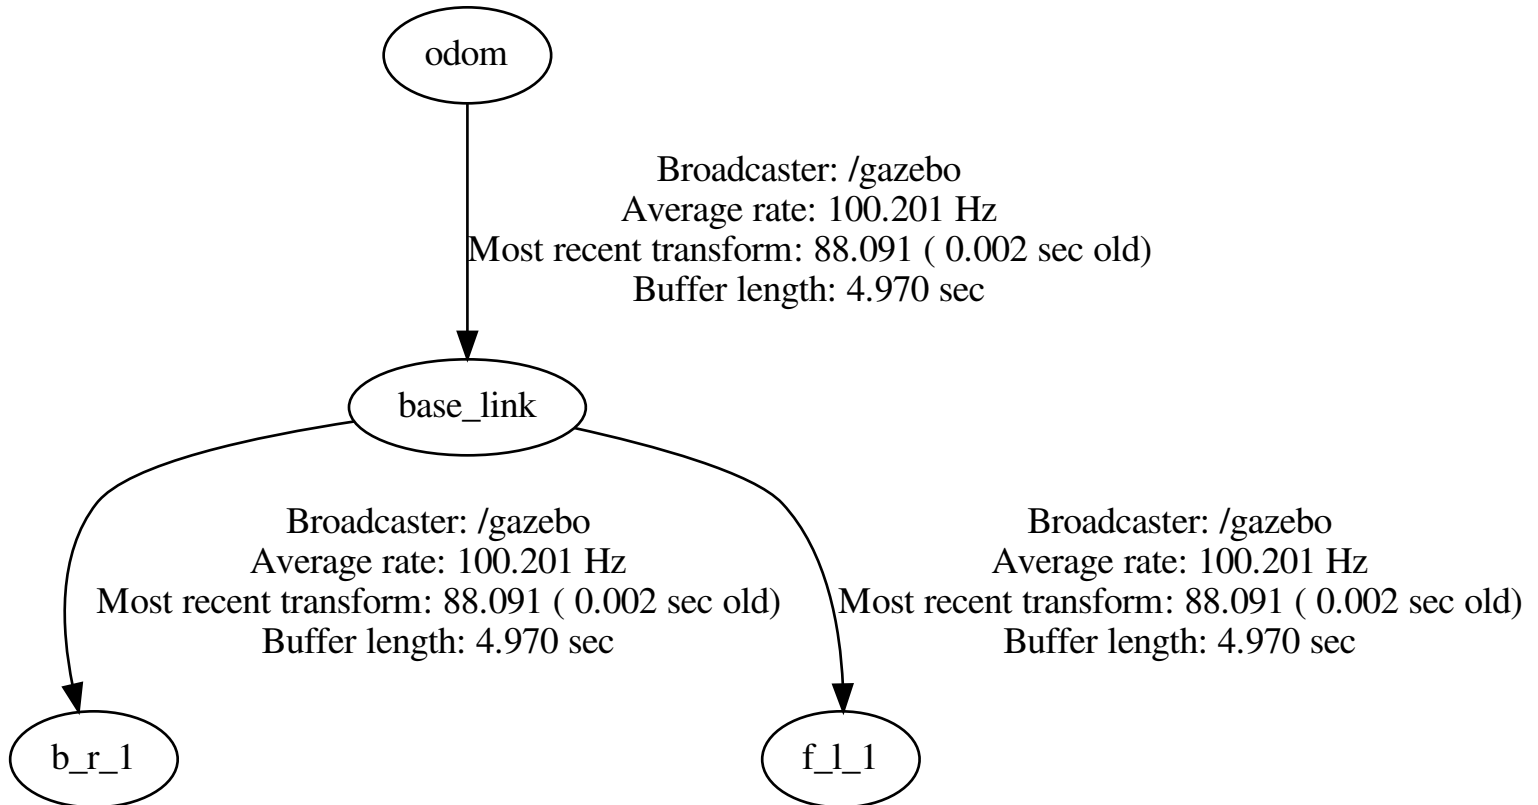 odom
Broadcaster: /gazebo
Average rate: 100.201 Hz
Most recent transform: 88.091 ( 0.002 sec old)
Buffer length: 4.970 sec
base_link
Broadcaster: /gazebo
Average rate: 100.201 Hz
Most recent transform: 88.091 ( 0.002 sec old)
Buffer length: 4.970 sec
Broadcaster: /gazebo
Average rate: 100.201 Hz
Most recent transform: 88.091 ( 0.002 sec old)
Buffer length: 4.970 sec
b_r_1
f_l_1